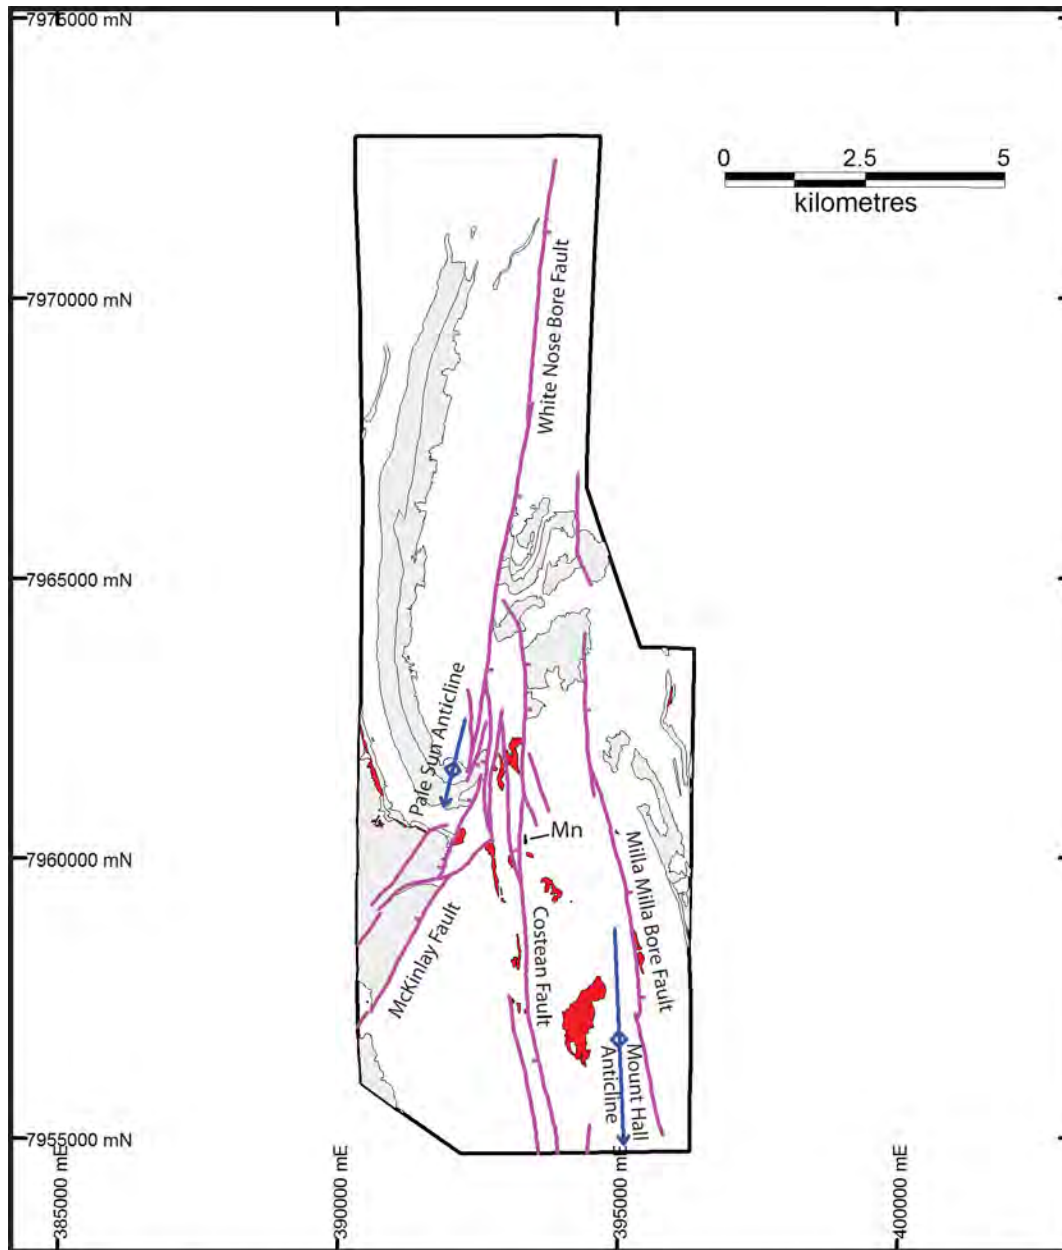 7975000 mN
0 2.5 5
kilometres
White Nose Bore Fault
7970000 mN
7965000 mN
Pale Sun Anticline
7960000 mN
Mn
Milla Milla Bore Fault
McKinlay Fault
Costean Fault
Mount Hall
Anticline
7955000 mN
385000 mE
390000 mE
395000 mE
400000 mE